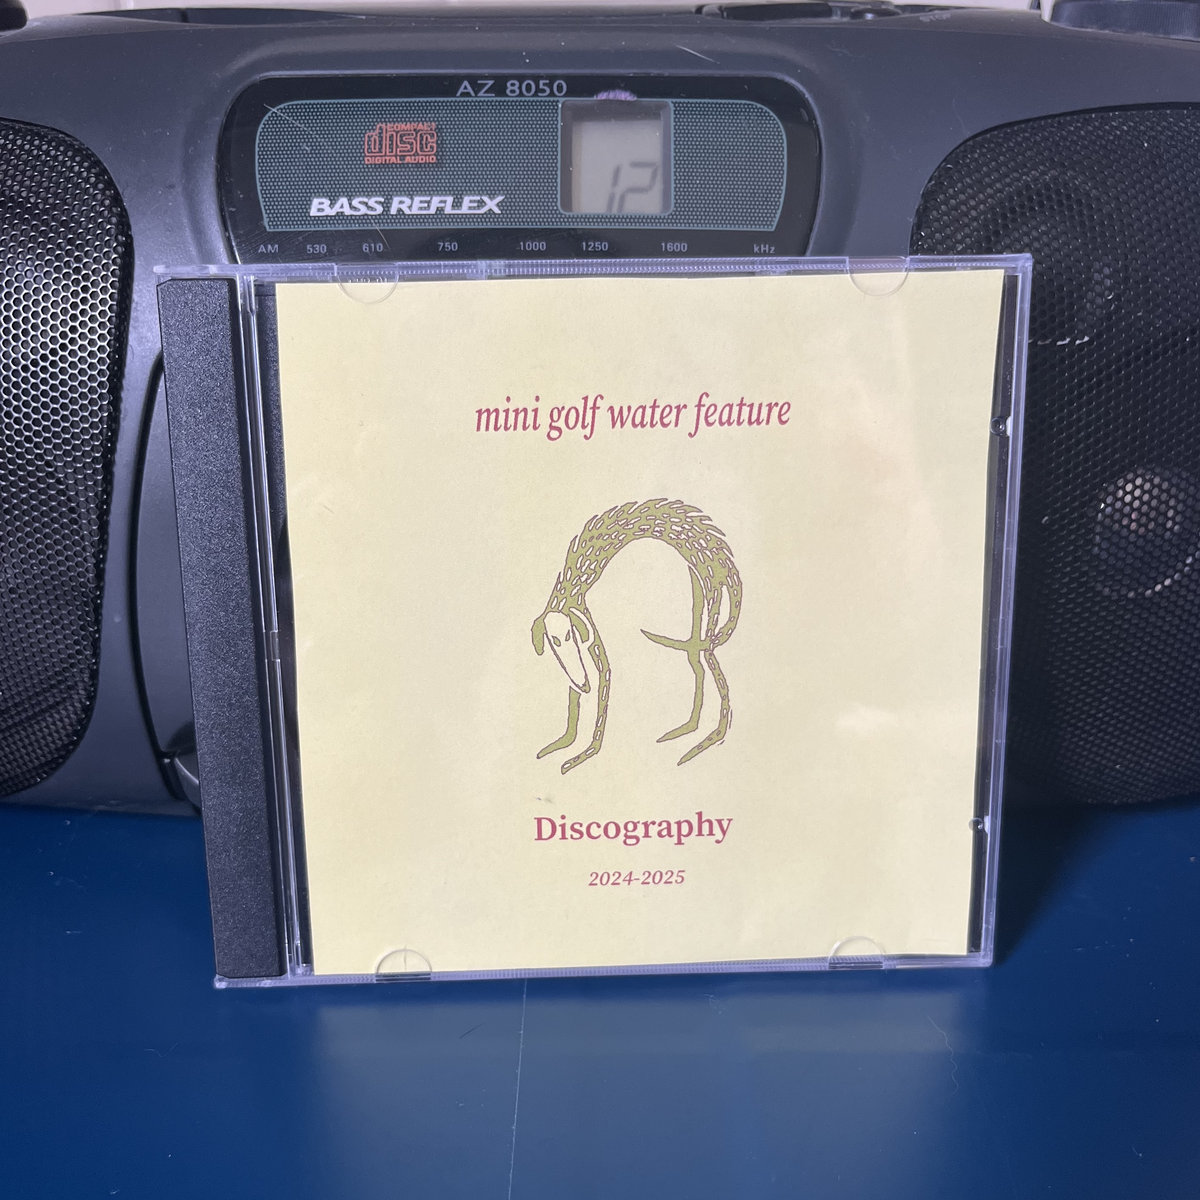 AZ 8050
COMPACT
disc
DIGITAL AUDIO
12
BASS REFLEX
AM 530 610 750 1000 1250 1600 kHz
mini golf water feature
Discography
2024-2025